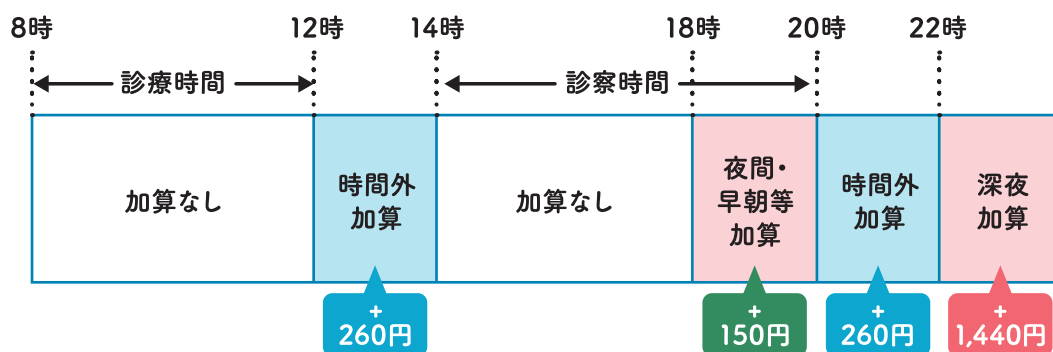 8時
12時
14時
18時
20時
22時
診療時間
診察時間
加算なし
時間外
加算
加算なし
夜間・
早朝等
加算
時間外
加算
深夜
加算
+
260円
+
150円
+
260円
+
1,440円